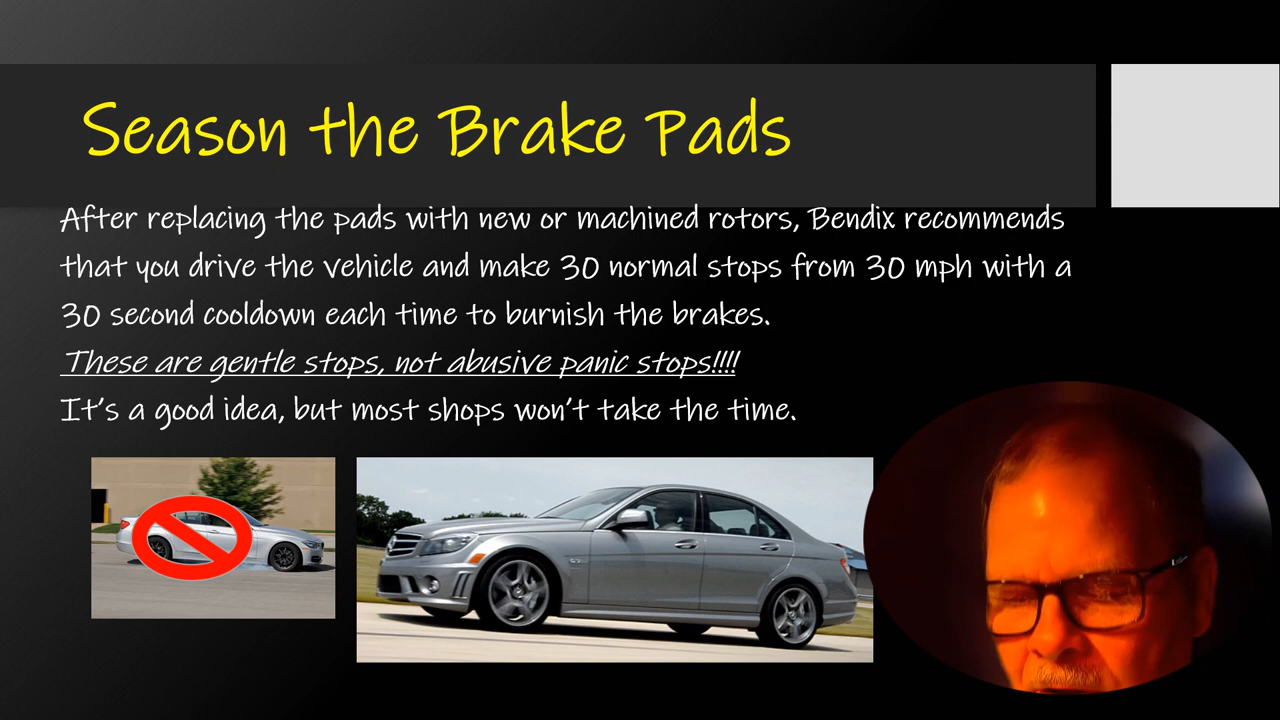 Season the Brake Pads
After replacing the pads with new or machined rotors, Bendix recommends
that you drive the vehicle and make 30 normal stops from 30 mph with a
30 second cooldown each time to burnish the brakes.
These are gentle stops, not abusive panic stops!!!!
It's a good idea, but most shops won't take the time.